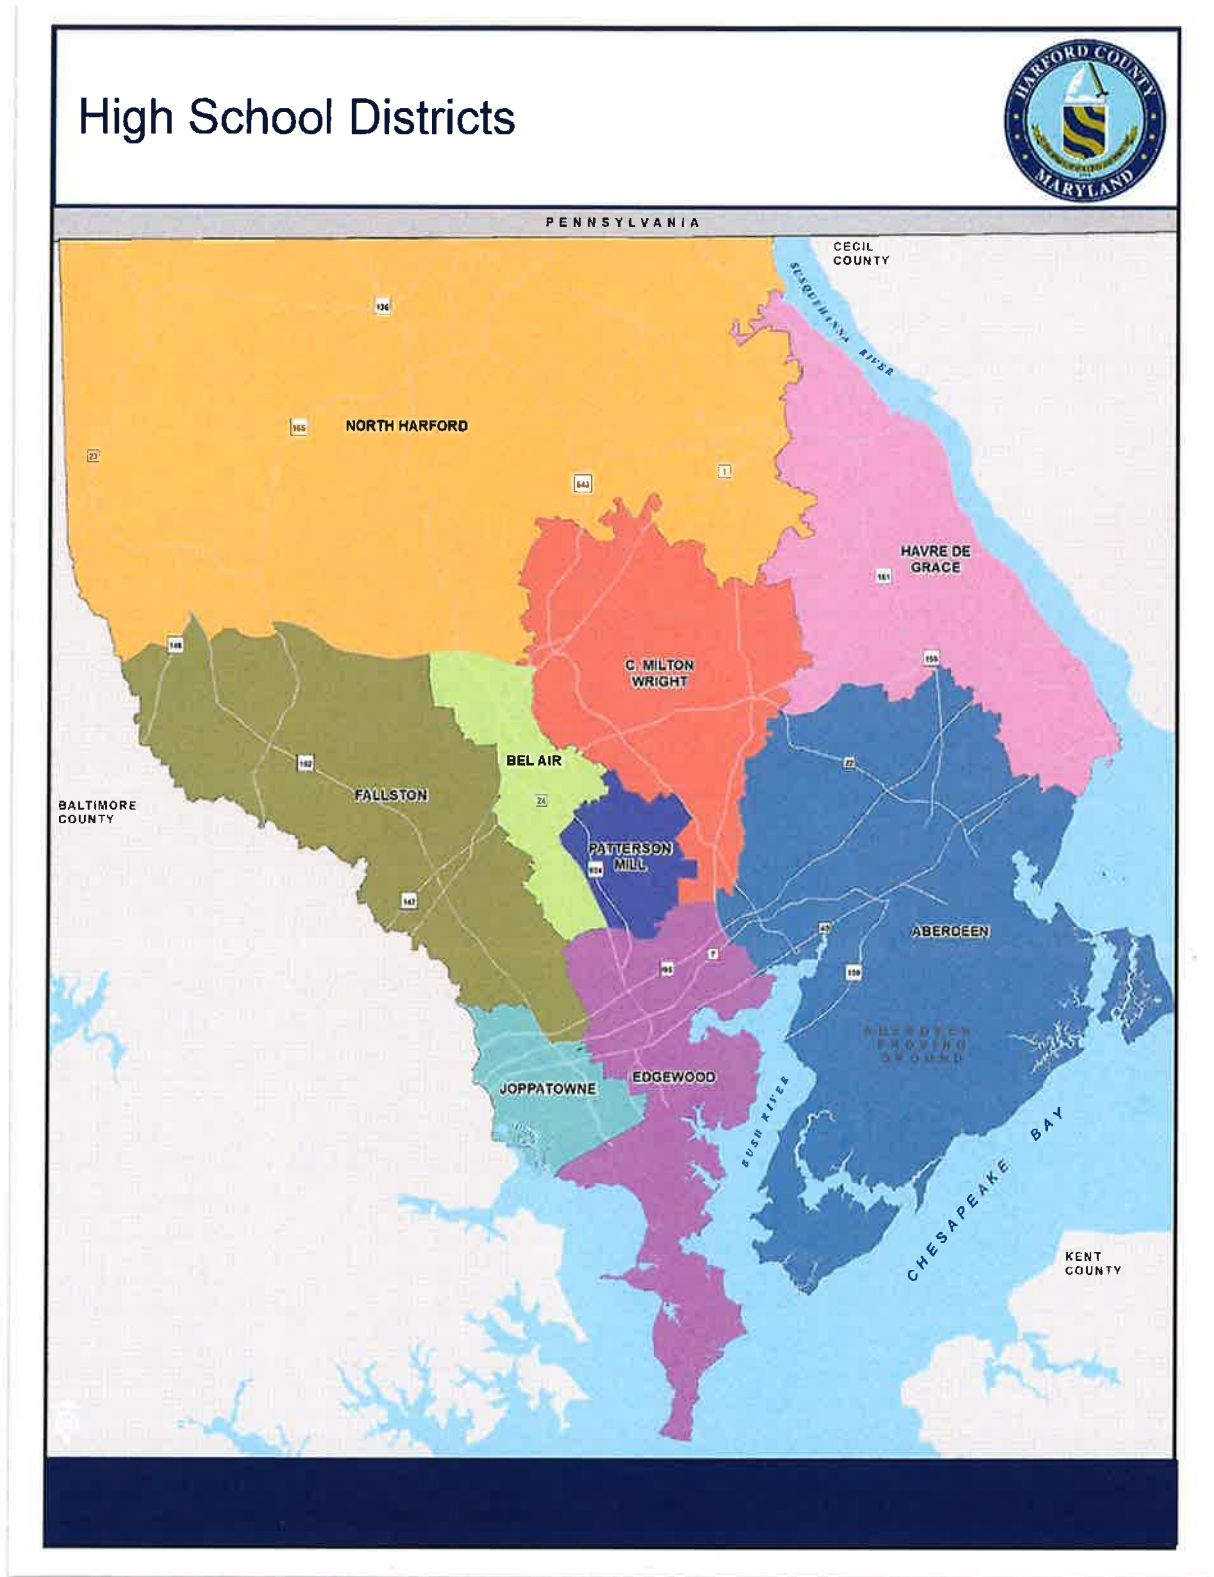 High School Districts
HARFORD COUNTY
MARYLAND
PENNSYLVANIA
CECIL
COUNTY
SUSQUEHANNA RIVER
136
165
NORTH HARFORD
23
543
1
HAVRE DE
GRACE
161
146
155
C. MILTON
WRIGHT
BEL AIR
152
22
FALLSTON
24
BALTIMORE
COUNTY
PATTERSON
MILL
924
147
ABERDEEN
40
7
I95
159
ABERDEEN
PROVING
GROUND
EDGEWOOD
JOPPATOWNE
BUSH RIVER
CHESAPEAKE BAY
KENT
COUNTY